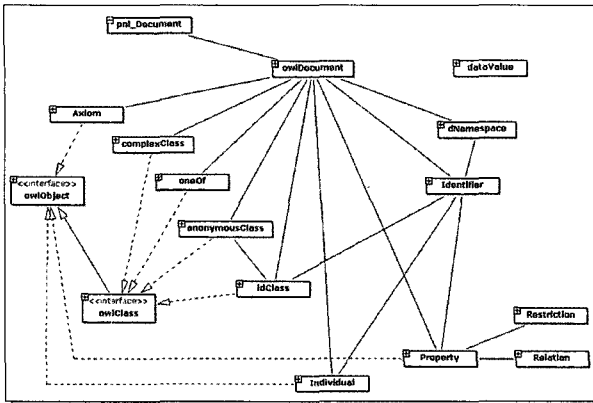 pnl_Document
owlDocument
dataValue
Axiom
dNamespace
complexClass
<<interface>>
owlObject
oneOf
Identifier
anonymousClass
idClass
<<interface>>
owlClass
Restriction
Property
Relation
Individual